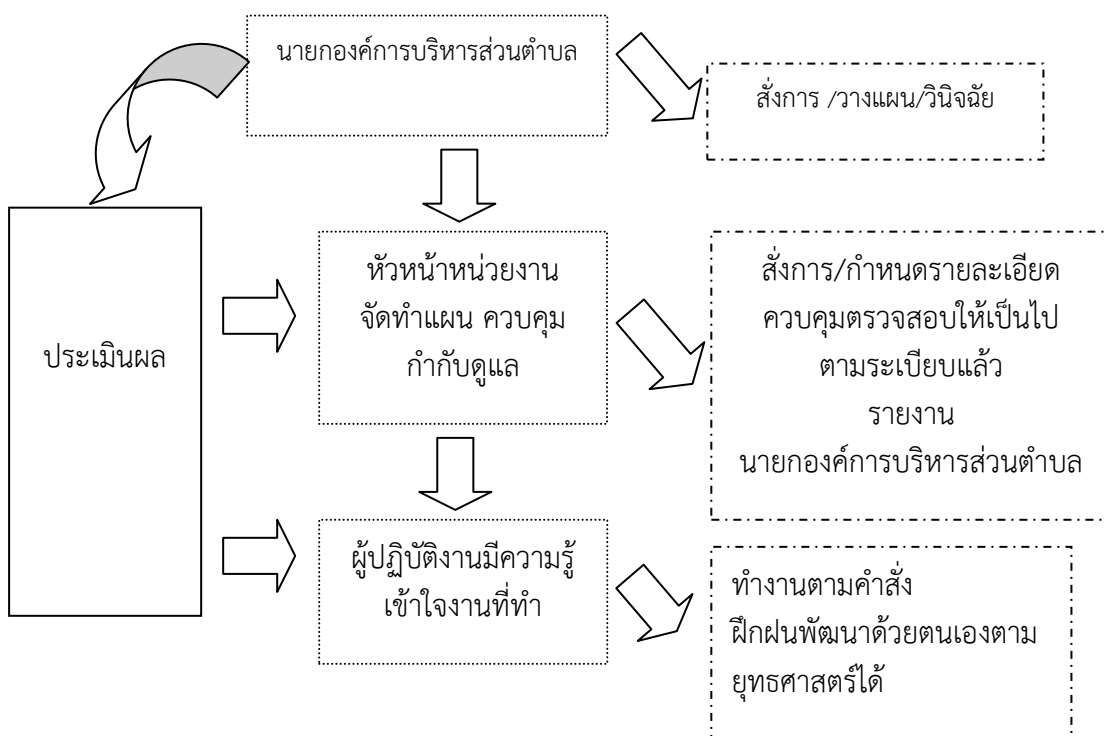 นายกองค์การบริหารส่วนตำบล
สั่งการ /วางแผน/วินิจฉัย
หัวหน้าหน่วยงาน
จัดทำแผน ควบคุม
กำกับดูแล
สั่งการ/กำหนดรายละเอียด
ควบคุมตรวจสอบให้เป็นไป
ตามระเบียบแล้ว
รายงาน
นายกองค์การบริหารส่วนตำบล
ประเมินผล
ผู้ปฏิบัติงานมีความรู้
เข้าใจงานที่ทำ
ทำงานตามคำสั่ง
ฝึกฝนพัฒนาด้วยตนเองตาม
ยุทธศาสตร์ได้